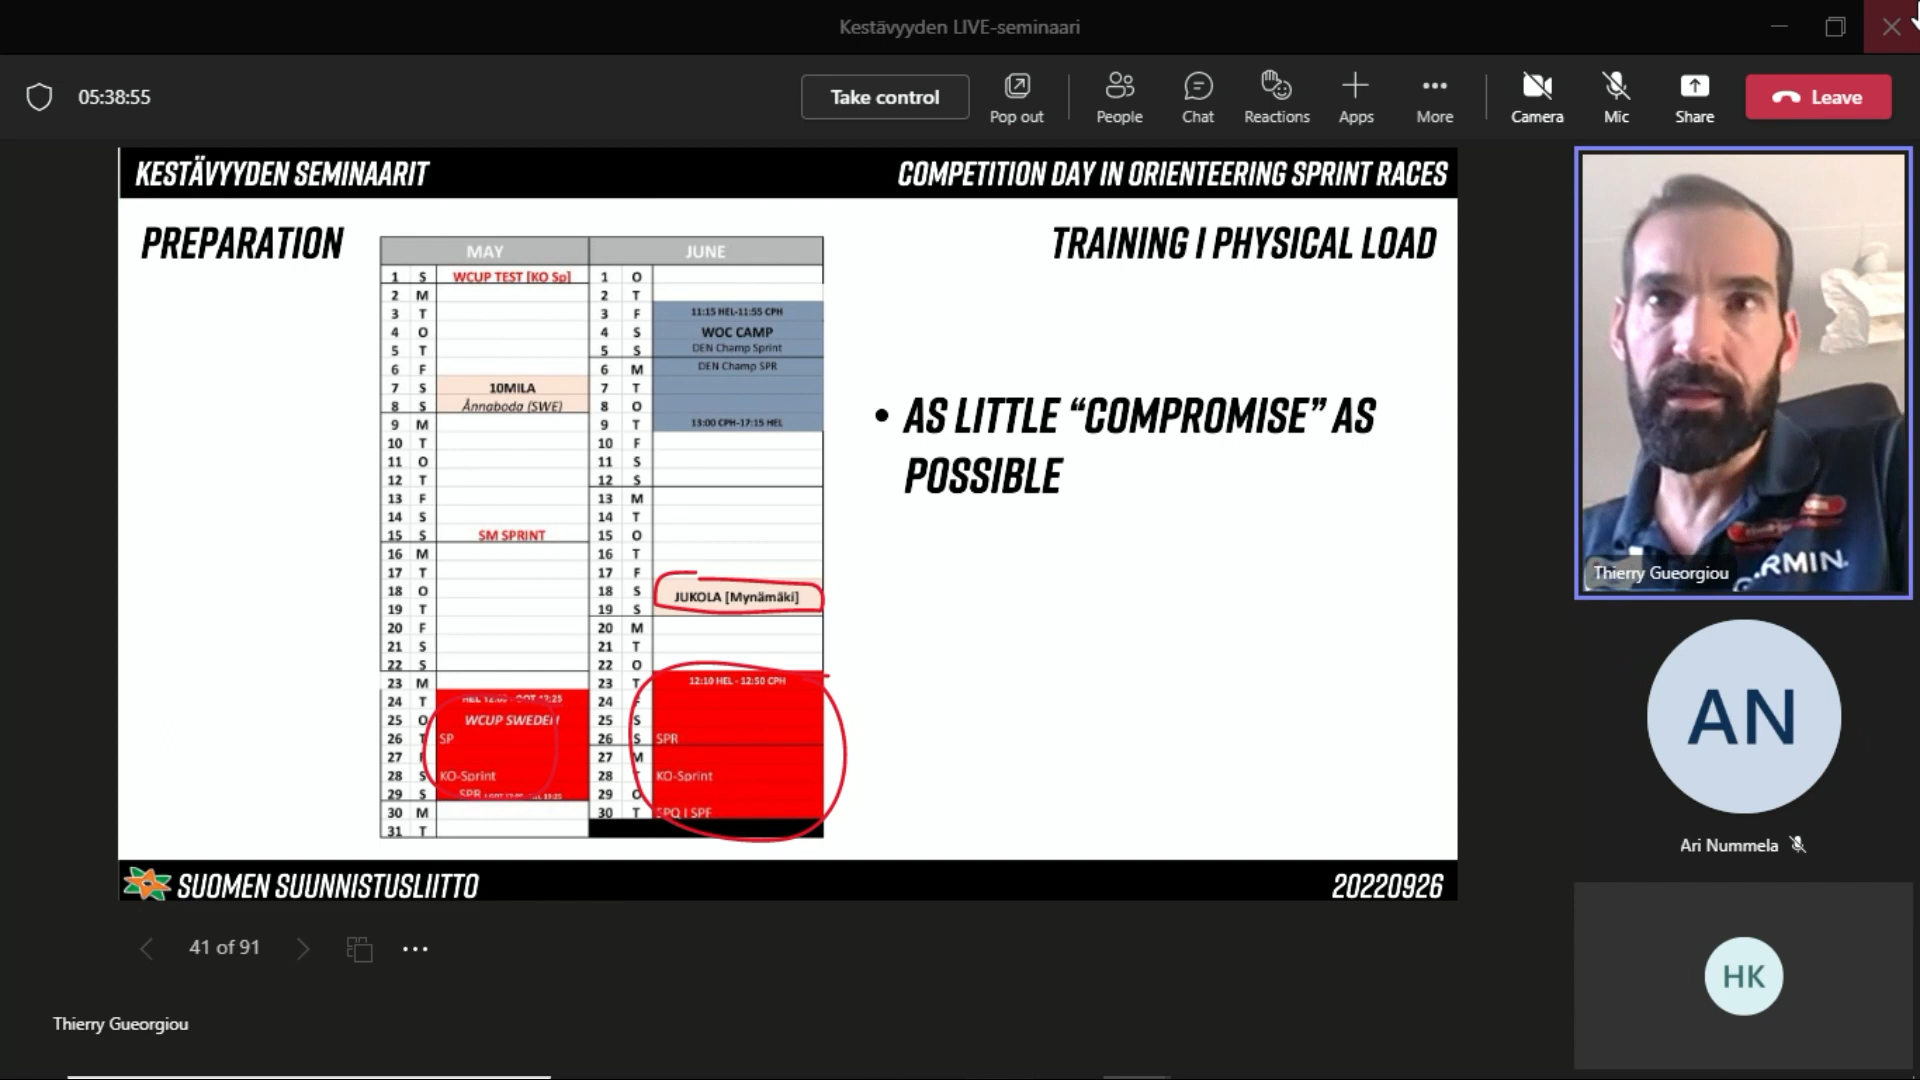 Kestävyyden LIVE-seminaari
05:38:55
Take control
Pop out
People
Chat
Reactions
Apps
More
Camera
Mic
Share
Leave
KESTÄVYYDEN SEMINAARIT
COMPETITION DAY IN ORIENTEERING SPRINT RACES
PREPARATION
TRAINING I PHYSICAL LOAD
MAY JUNE
1 S WCUP TEST [KO Sp] 1 O
2 M 2 T
3 T 3 F 11:15 HEL-11:55 CPH
4 O 4 S WOC CAMP
5 T 5 S DEN Champ Sprint
6 F 6 M DEN Champ SPR
7 S 10MILA 7 T
8 S Ånnaboda (SWE) 8 O
9 M 9 T 13:00 CPH-17:15 HEL
10 T 10 F
11 O 11 S
12 T 12 S
13 F 13 M
14 S 14 T
15 S SM SPRINT 15 O
16 M 16 T
17 T 17 F
18 O 18 S JUKOLA [Mynämäki]
19 T 19 S
20 F 20 M
21 S 21 T
22 S 22 O
23 M 23 T 12:10 HEL - 12:50 CPH
24 T 24
25 O WCUP SWEDEN 25 S
26 T SP 26 S SPR
27 27 M
28 S KO-Sprint 28 KO-Sprint
29 S SPR 29 O
30 M 30 T SPQ I SPF
31 T
• AS LITTLE “COMPROMISE” AS
POSSIBLE
SUOMEN SUUNNISTUSLIITTO
20220926
41 of 91
Thierry Gueorgiou
RMIN.
Thierry Gueorgiou
AN
Ari Nummela
HK